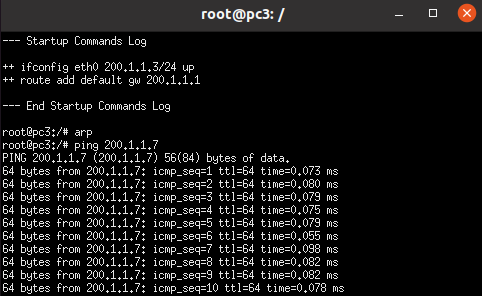 root@pc3: /
--- Startup Commands Log
++ ifconfig eth0 200.1.1.3/24 up
++ route add default gw 200.1.1.1
--- End Startup Commands Log
root@pc3:/# arp
root@pc3:/# ping 200.1.1.7
PING 200.1.1.7 (200.1.1.7) 56(84) bytes of data.
64 bytes from 200.1.1.7: icmp_seq=1 ttl=64 time=0.073 ms
64 bytes from 200.1.1.7: icmp_seq=2 ttl=64 time=0.080 ms
64 bytes from 200.1.1.7: icmp_seq=3 ttl=64 time=0.079 ms
64 bytes from 200.1.1.7: icmp_seq=4 ttl=64 time=0.075 ms
64 bytes from 200.1.1.7: icmp_seq=5 ttl=64 time=0.079 ms
64 bytes from 200.1.1.7: icmp_seq=6 ttl=64 time=0.055 ms
64 bytes from 200.1.1.7: icmp_seq=7 ttl=64 time=0.098 ms
64 bytes from 200.1.1.7: icmp_seq=8 ttl=64 time=0.082 ms
64 bytes from 200.1.1.7: icmp_seq=9 ttl=64 time=0.082 ms
64 bytes from 200.1.1.7: icmp_seq=10 ttl=64 time=0.078 ms